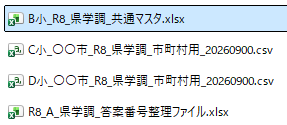 B小_R8_県学調_共通マスタ.xlsx
C小_〇〇市_R8_県学調_市町村用_20260900.csv
D小_〇〇市_R8_県学調_市町村用_20260900.csv
R8_A_県学調_答案番号整理ファイル.xlsx